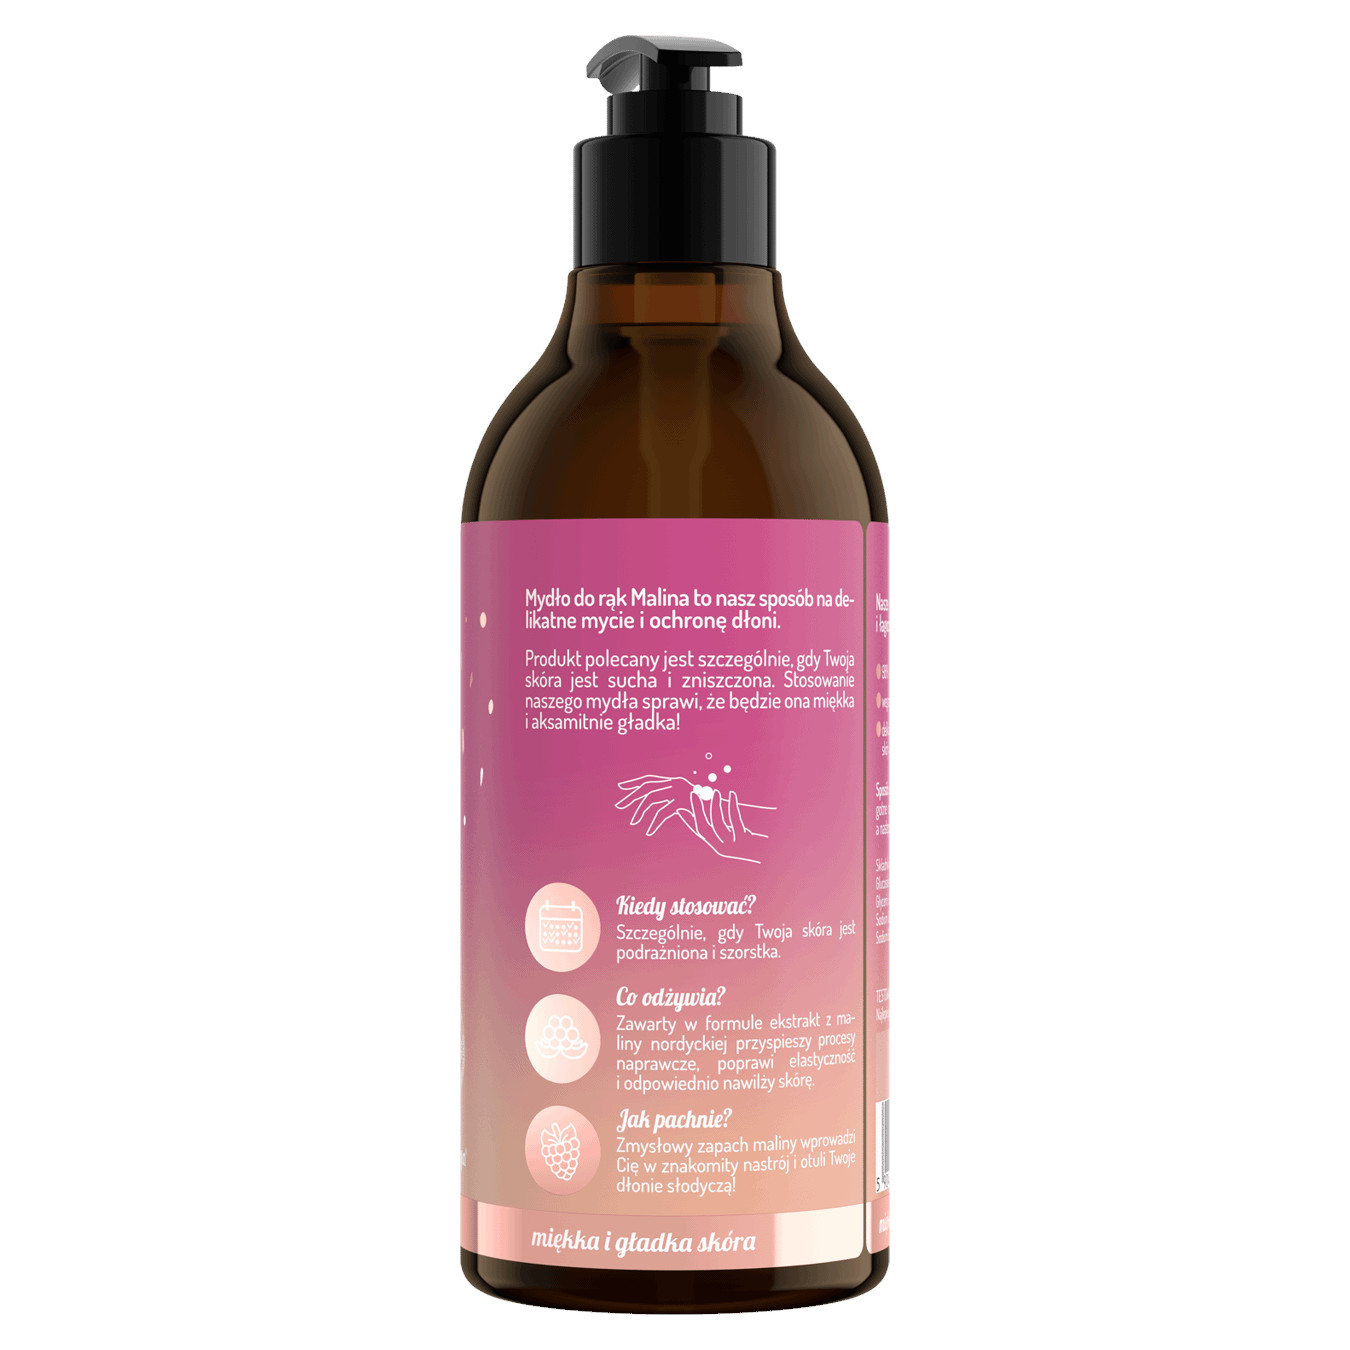 Mydło do rąk Malina to nasz sposób na de-
likatne mycie i ochronę dłoni.
Produkt polecany jest szczególnie, gdy Twoja
skóra jest sucha i zniszczona. Stosowanie
naszego mydła sprawi, że będzie ona miękka
i aksamitnie gładka!
Kiedy stosować?
Szczególnie, gdy Twoja skóra jest
podrażniona i szorstka.
Co odżywia?
Zawarty w formule ekstrakt z ma-
liny nordyckiej przyspieszy procesy
naprawcze, poprawi elastyczność
i odpowiednio nawilży skórę.
Jak pachnie?
Zmysłowy zapach maliny wprowadzi
Cię w znakomity nastrój i otuli Twoje
dłonie słodyczą!
miękka i gładka skóra